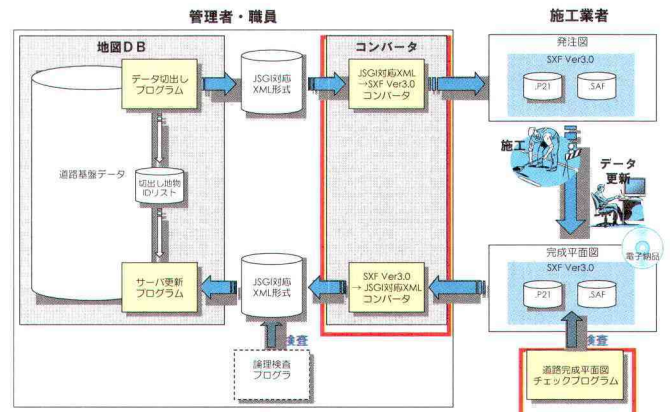 管理者・職員
施工業者
地図DB
コンバータ
発注図
SXF Ver3.0
データ切出し
プログラム
JSGI対応
XML形式
JSGI対応XML
→SXF Ver3.0
コンバータ
.P21
.SAF
施工
データ
更新
道路基盤データ
切出し地物
IDリスト
完成平面図
SXF Ver3.0
電子納品
サーバ更新
プログラム
JSGI対応
XML形式
SXF Ver3.0
→ JSGI対応XML
コンバータ
.P21
.SAF
検査
検査
論理検査
プログラ
道路完成平面図
チェックプログラム